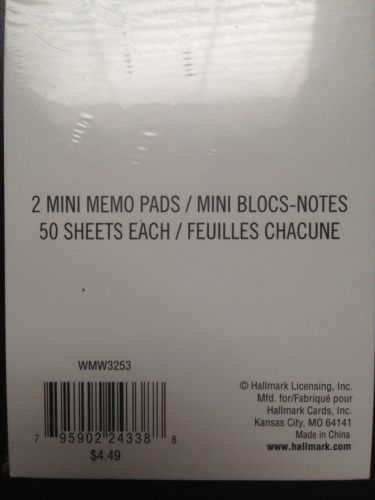 2 MINI MEMO PADS / MINI BLOCS-NOTES
50 SHEETS EACH / FEUILLES CHACUNE
WMW3253
7 95902 24338 8
$4.49
© Hallmark Licensing, Inc.
Mfd. for/Fabriqué pour
Hallmark Cards, Inc.
Kansas City, MO 64141
Made in China
www.hallmark.com